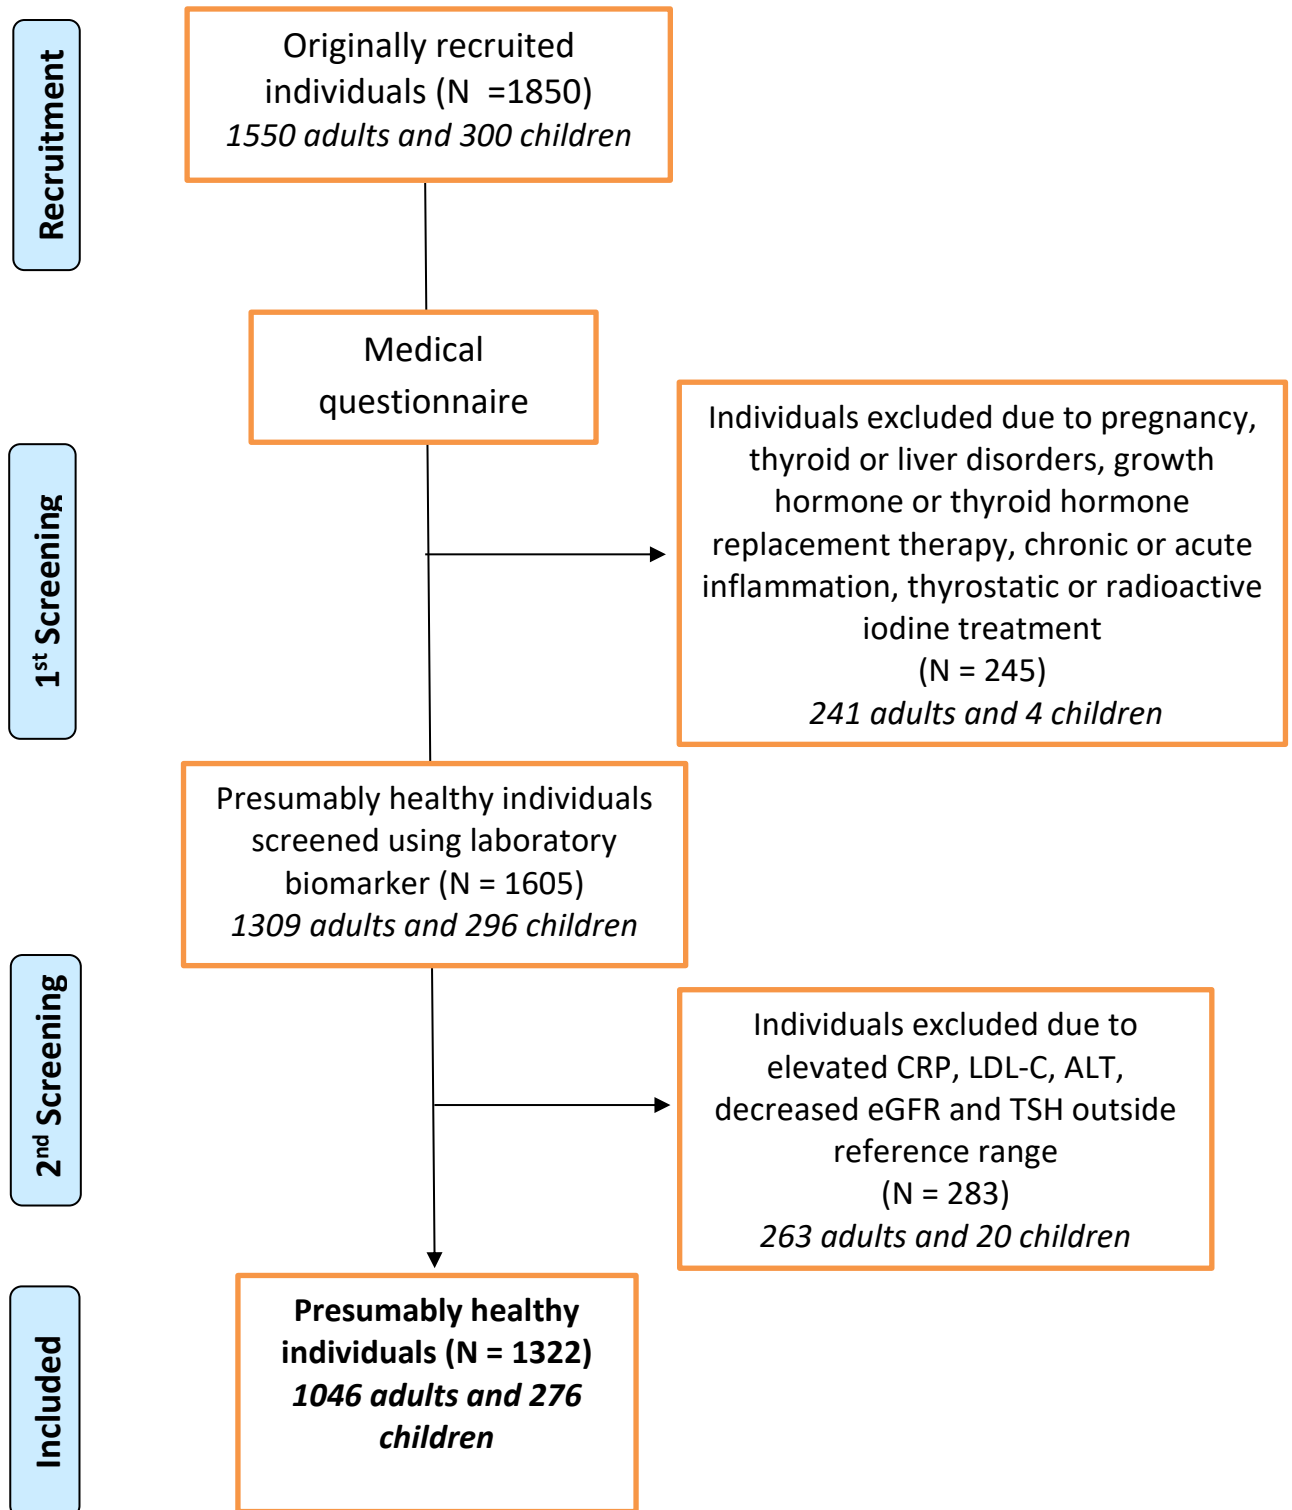 Recruitment
Originally recruited
individuals (N  =1850)
1550 adults and 300 children
Medical
questionnaire
1st Screening
Individuals excluded due to pregnancy,
thyroid or liver disorders, growth
hormone or thyroid hormone
replacement therapy, chronic or acute
inflammation, thyrostatic or radioactive
iodine treatment
(N = 245)
241 adults and 4 children
Presumably healthy individuals
screened using laboratory
biomarker (N = 1605)
1309 adults and 296 children
2nd Screening
Individuals excluded due to
elevated CRP, LDL-C, ALT,
decreased eGFR and TSH outside
reference range
(N = 283)
263 adults and 20 children
Included
Presumably healthy
individuals (N = 1322)
1046 adults and 276
children